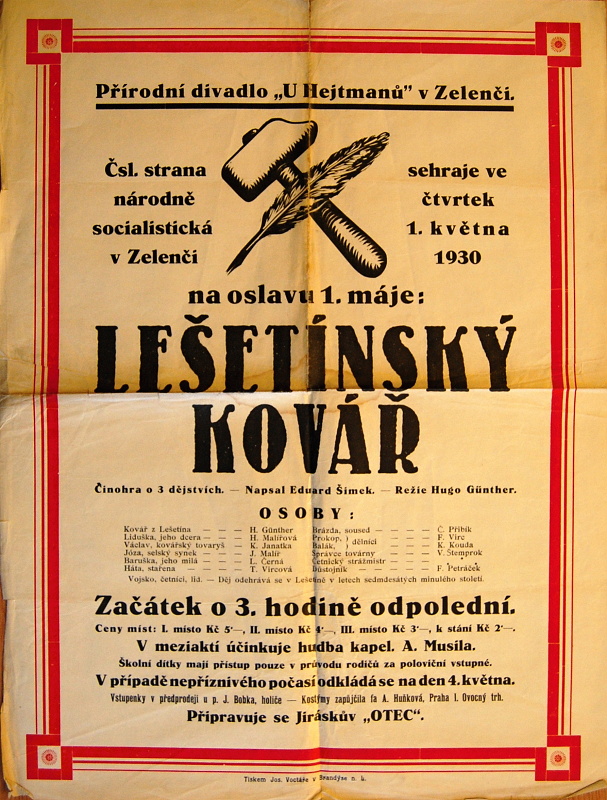 Přírodní divadlo „U Hejtmanů” v Zelenči.
Čsl. strana
národně
socialistická
v Zelenči
sehraje ve
čtvrtek
1. května
1930
na oslavu 1. máje:
LEŠETÍNSKÝ
KOVÁŘ
Činohra o 3 dějstvích. — Napsal Eduard Šimek. — Režie Hugo Günther.
OSOBY:
Kovář z Lešetína — — — H. Günther
Liduška, jeho dcera — — H. Malířová
Václav, kovářský tovaryš K. Janatka
Józa, selský synek — — J. Malíř
Baruška, jeho milá — — L. Černá
Háta, stařena — — — T. Vircová
Brázda, soused — — — — Č. Přibík
Prokop, ) dělníci — — F. Virc
Balák, ) — — K. Kouda
Správce továrny — — — V. Štemprok
Četnický strážmistr — — —
Důstojník — — — F. Petráček
Vojsko, četníci, lid. — Děj odehrává se v Lešetíně v letech sedmdesátých minulého století.
Začátek o 3. hodině odpolední.
Ceny míst: I. místo Kč 5'—, II. místo Kč 4'—, III. místo Kč 3'—, k stání Kč 2'—.
V meziaktí účinkuje hudba kapel. A. Musíla.
Školní dítky mají přístup pouze v průvodu rodičů za poloviční vstupné.
V případě nepříznivého počasí odkládá se na den 4. května.
Vstupenky v předprodeji u p. J. Bobka, holiče — Kostýmy zapůjčila fa A. Huňková, Praha I. Ovocný trh.
Připravuje se Jiráskův „OTEC“.
Tiskem Jos. Voctáře v Brandýse n. L.